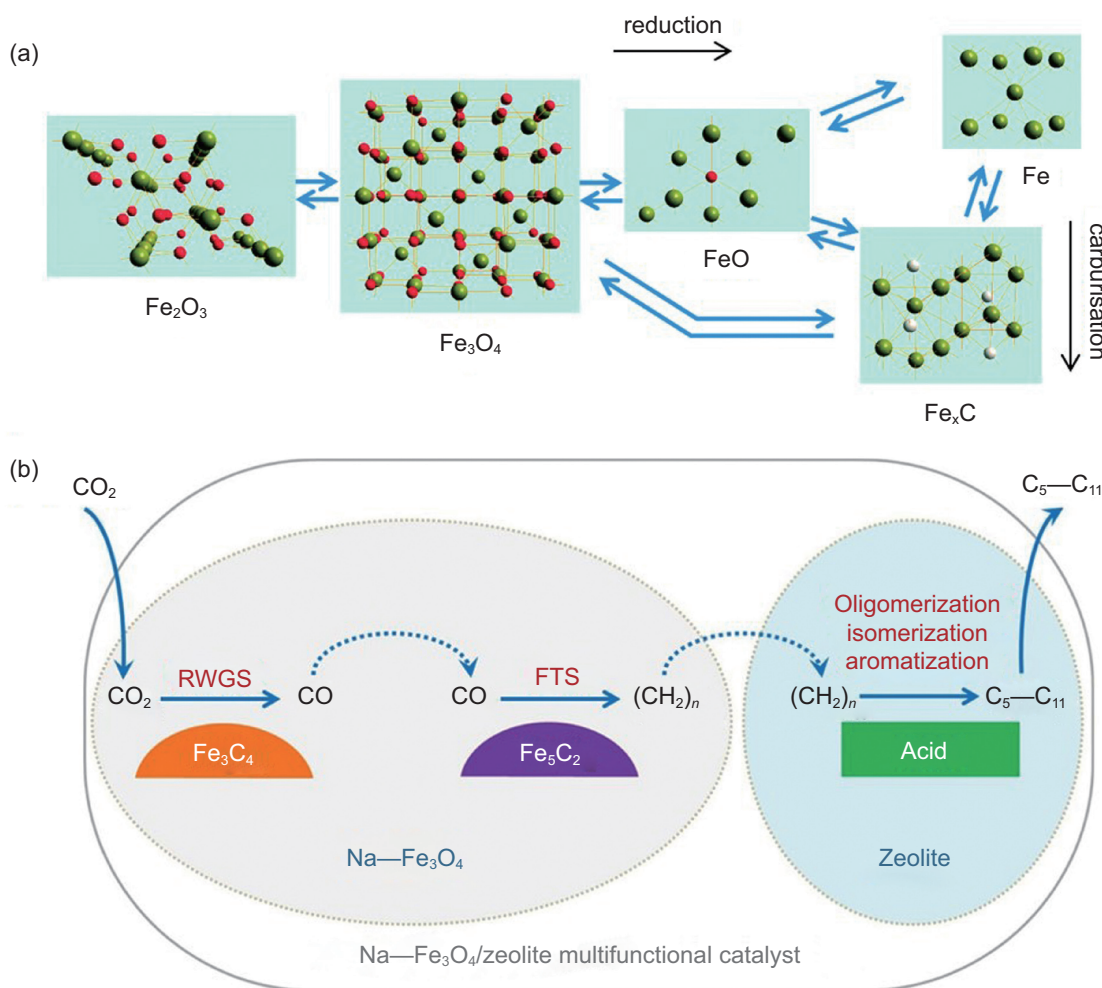 (a)
reduction
Fe₂O₃
Fe₃O₄
FeO
Fe
FeₓC
carburisation
(b)
CO₂
C₅—C₁₁
Oligomerization
isomerization
aromatization
CO₂
RWGS
CO
CO
FTS
(CH₂)ₙ
(CH₂)ₙ
C₅—C₁₁
Fe₃C₄
Fe₅C₂
Acid
Na—Fe₃O₄
Zeolite
Na—Fe₃O₄/zeolite multifunctional catalyst